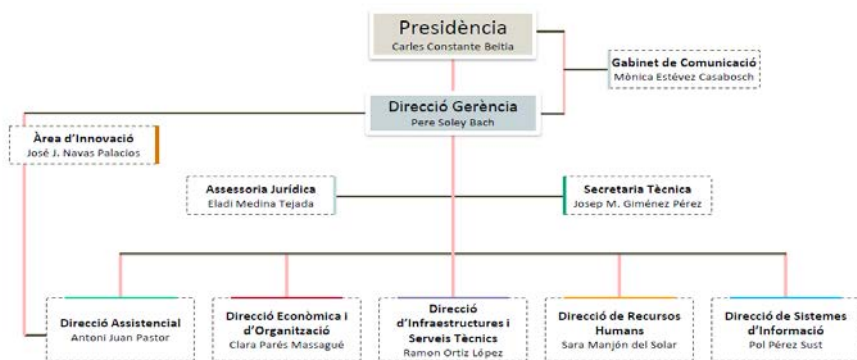 Presidència
Carles Constante Beitia
Gabinet de Comunicació
Mònica Estévez Casabosch
Direcció Gerència
Pere Soley Bach
Àrea d'Innovació
José J. Navas Palacios
Assessoria Jurídica
Eladi Medina Tejada
Secretaria Tècnica
Josep M. Giménez Pérez
Direcció Assistencial
Antoni Juan Pastor
Direcció Econòmica i
d'Organització
Clara Parés Massagué
Direcció
d'Infraestructures i
Serveis Tècnics
Ramon Ortiz López
Direcció de Recursos
Humans
Sara Manjón del Solar
Direcció de Sistemes
d'Informació
Pol Pérez Sust